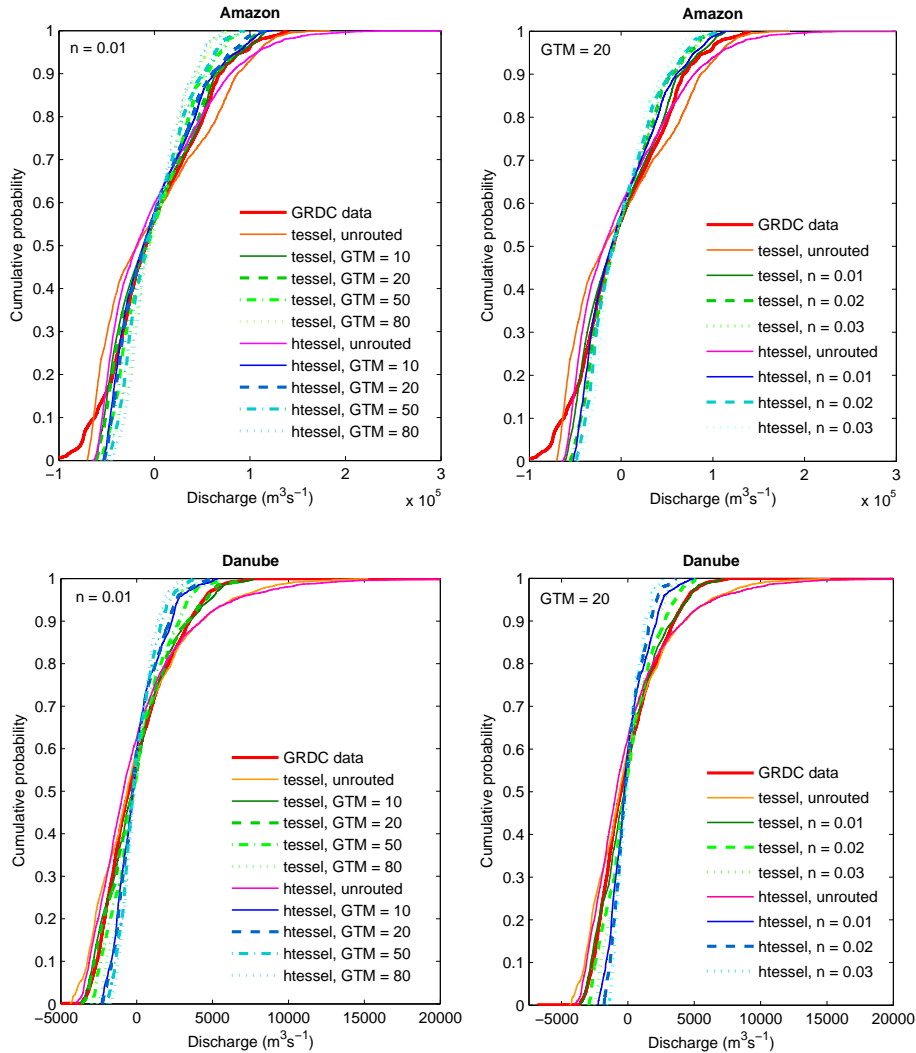 Amazon
n = 0.01
1
0.9
0.8
0.7
0.6
0.5
0.4
0.3
0.2
0.1
0
Cumulative probability
GRDC data
tessel, unrouted
tessel, GTM = 10
tessel, GTM = 20
tessel, GTM = 50
tessel, GTM = 80
htessel, unrouted
htessel, GTM = 10
htessel, GTM = 20
htessel, GTM = 50
htessel, GTM = 80
−1 0 1 2 3
Discharge (m³s⁻¹)
x 10⁵
Amazon
GTM = 20
1
0.9
0.8
0.7
0.6
0.5
0.4
0.3
0.2
0.1
0
Cumulative probability
GRDC data
tessel, unrouted
tessel, n = 0.01
tessel, n = 0.02
tessel, n = 0.03
htessel, unrouted
htessel, n = 0.01
htessel, n = 0.02
htessel, n = 0.03
−1 0 1 2 3
Discharge (m³s⁻¹)
x 10⁵
Danube
n = 0.01
1
0.9
0.8
0.7
0.6
0.5
0.4
0.3
0.2
0.1
0
Cumulative probability
GRDC data
tessel, unrouted
tessel, GTM = 10
tessel, GTM = 20
tessel, GTM = 50
tessel, GTM = 80
htessel, unrouted
htessel, GTM = 10
htessel, GTM = 20
htessel, GTM = 50
htessel, GTM = 80
−5000 0 5000 10000 15000 20000
Discharge (m³s⁻¹)
Danube
GTM = 20
1
0.9
0.8
0.7
0.6
0.5
0.4
0.3
0.2
0.1
0
Cumulative probability
GRDC data
tessel, unrouted
tessel, n = 0.01
tessel, n = 0.02
tessel, n = 0.03
htessel, unrouted
htessel, n = 0.01
htessel, n = 0.02
htessel, n = 0.03
−5000 0 5000 10000 15000 20000
Discharge (m³s⁻¹)